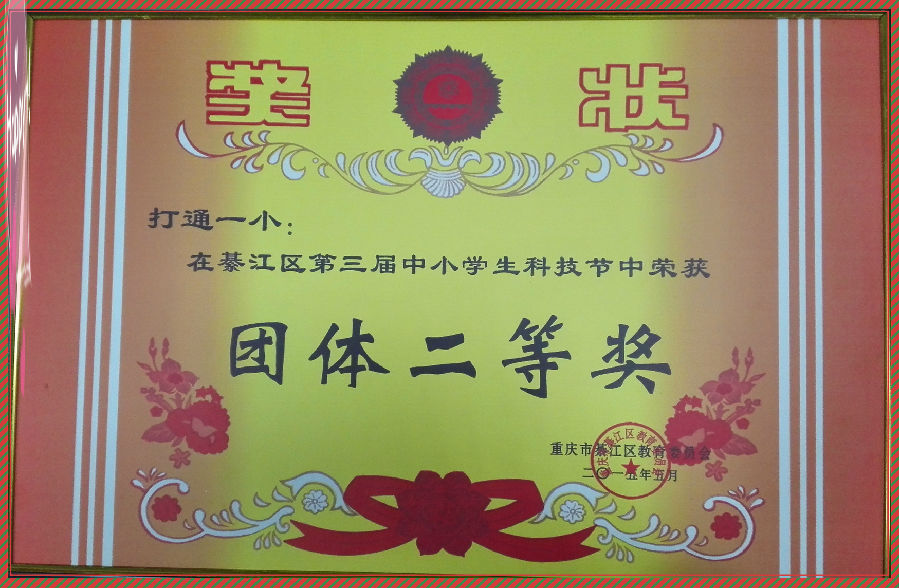 奖状
打通一小：
在綦江区第三届中小学生科技节中荣获
团体二等奖
重庆市綦江区教育委员会
二〇一五年五月